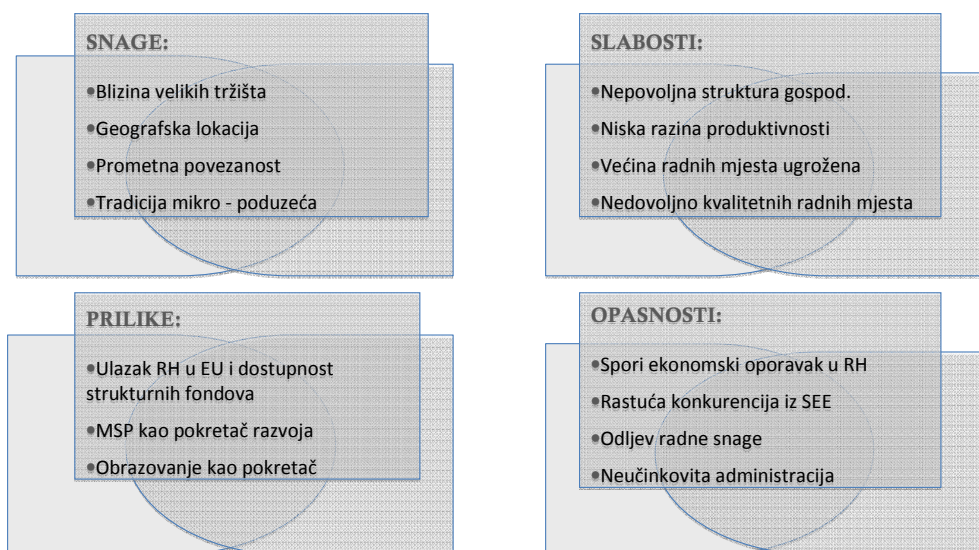 SNAGE:
•Blizina velikih tržišta
•Geografska lokacija
•Prometna povezanost
•Tradicija mikro - poduzeća
SLABOSTI:
•Nepovoljna struktura gospod.
•Niska razina produktivnosti
•Većina radnih mjesta ugrožena
•Nedovoljno kvalitetnih radnih mjesta
PRILIKE:
•Ulazak RH u EU i dostupnost
strukturnih fondova
•MSP kao pokretač razvoja
•Obrazovanje kao pokretač
OPASNOSTI:
•Spori ekonomski oporavak u RH
•Rastuća konkurencija iz SEE
•Odljev radne snage
•Neučinkovita administracija